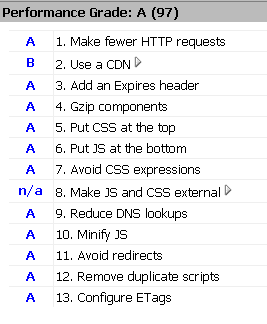 Performance Grade: A (97)
A 1. Make fewer HTTP requests
B 2. Use a CDN
A 3. Add an Expires header
A 4. Gzip components
A 5. Put CSS at the top
A 6. Put JS at the bottom
A 7. Avoid CSS expressions
n/a 8. Make JS and CSS external
A 9. Reduce DNS lookups
A 10. Minify JS
A 11. Avoid redirects
A 12. Remove duplicate scripts
A 13. Configure ETags